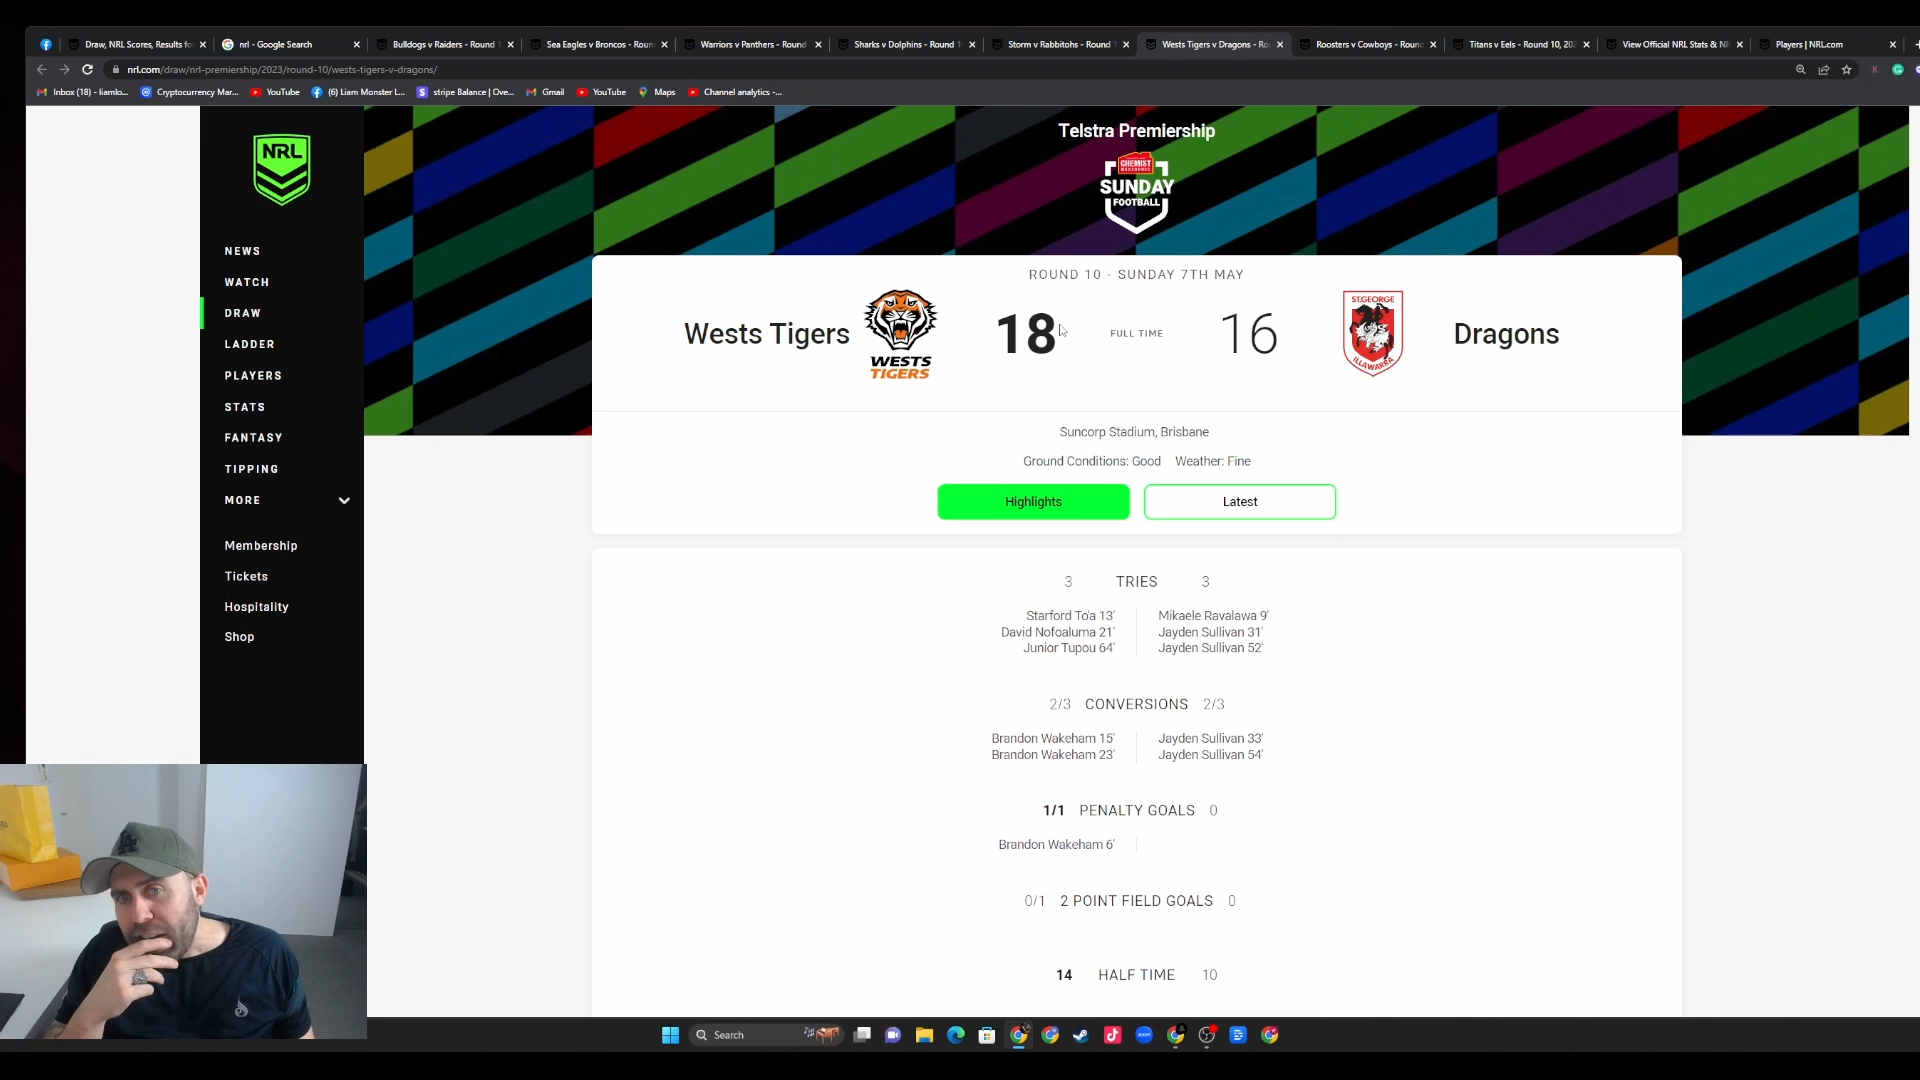 Draw, NRL Scores, Results fo
nrl - Google Search
Bulldogs v Raiders - Round 1
Sea Eagles v Broncos - Roun
Warriors v Panthers - Round
Sharks v Dolphins - Round 1
Storm v Rabbitohs - Round 1
Wests Tigers v Dragons - Ro
Roosters v Cowboys - Round
Titans v Eels - Round 10, 202
View Official NRL Stats & N
Players | NRL.com
nrl.com/draw/nrl-premiership/2023/round-10/wests-tigers-v-dragons/
Inbox (18) - liamlo...
Cryptocurrency Mar...
YouTube
(6) Liam Monster L...
stripe Balance | Ove...
Gmail
YouTube
Maps
Channel analytics -...
NRL
NEWS
WATCH
DRAW
LADDER
PLAYERS
STATS
FANTASY
TIPPING
MORE
Membership
Tickets
Hospitality
Shop
Telstra Premiership
CHEMIST
WAREHOUSE
SUNDAY
FOOTBALL
ROUND 10 - SUNDAY 7TH MAY
Wests Tigers
WESTS
TIGERS
18 FULL TIME 16
ST.GEORGE
ILLAWARRA
Dragons
Suncorp Stadium, Brisbane
Ground Conditions: Good Weather: Fine
Highlights Latest
3 TRIES 3
Starford To'a 13' Mikaele Ravalawa 9'
David Nofoaluma 21' Jayden Sullivan 31'
Junior Tupou 64' Jayden Sullivan 52'
2/3 CONVERSIONS 2/3
Brandon Wakeham 15' Jayden Sullivan 33'
Brandon Wakeham 23' Jayden Sullivan 54'
1/1 PENALTY GOALS 0
Brandon Wakeham 6'
0/1 2 POINT FIELD GOALS 0
14 HALF TIME 10
Search